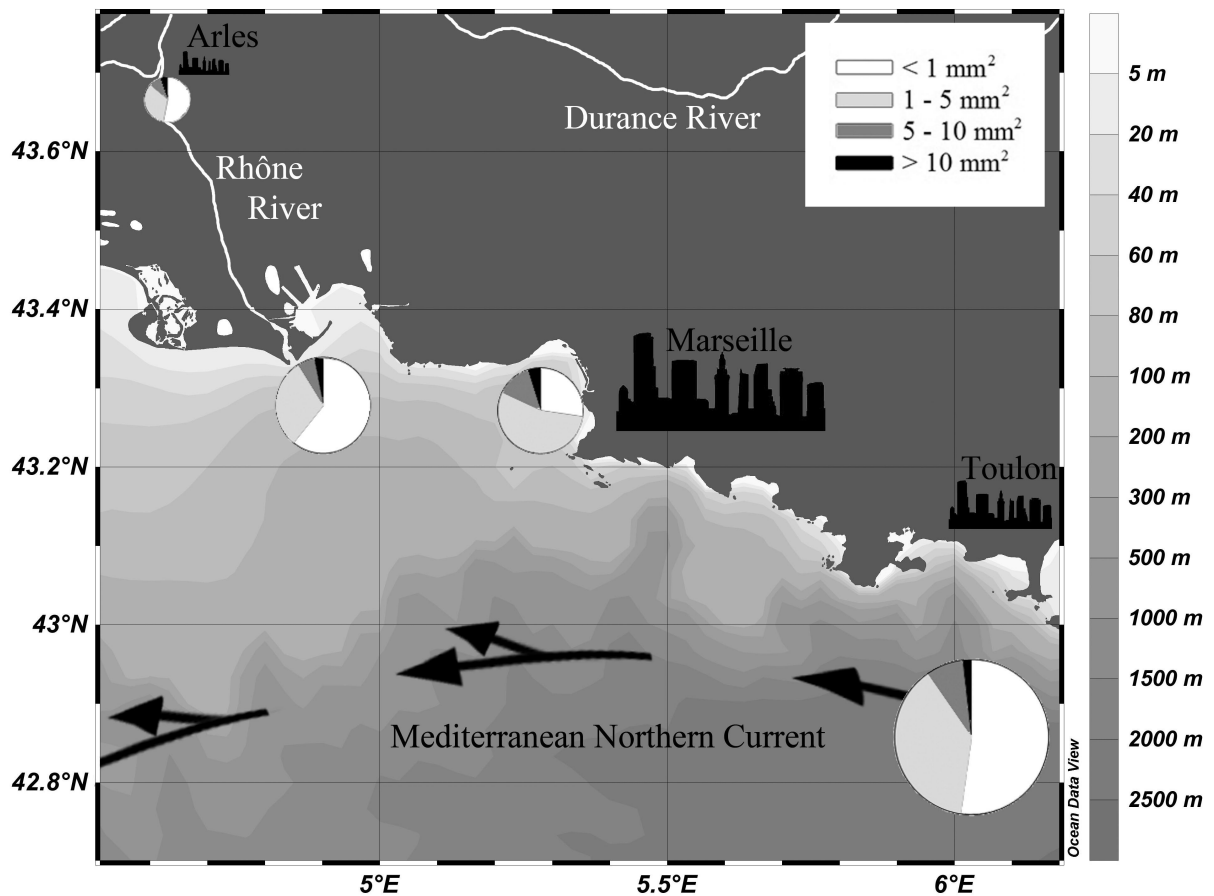 Arles
Durance River
Rhône
River
< 1 mm²
1 - 5 mm²
5 - 10 mm²
> 10 mm²
Marseille
Toulon
Mediterranean Northern Current
43.6°N
43.4°N
43.2°N
43°N
42.8°N
5°E
5.5°E
6°E
Ocean Data View
5 m
20 m
40 m
60 m
80 m
100 m
200 m
300 m
500 m
1000 m
1500 m
2000 m
2500 m